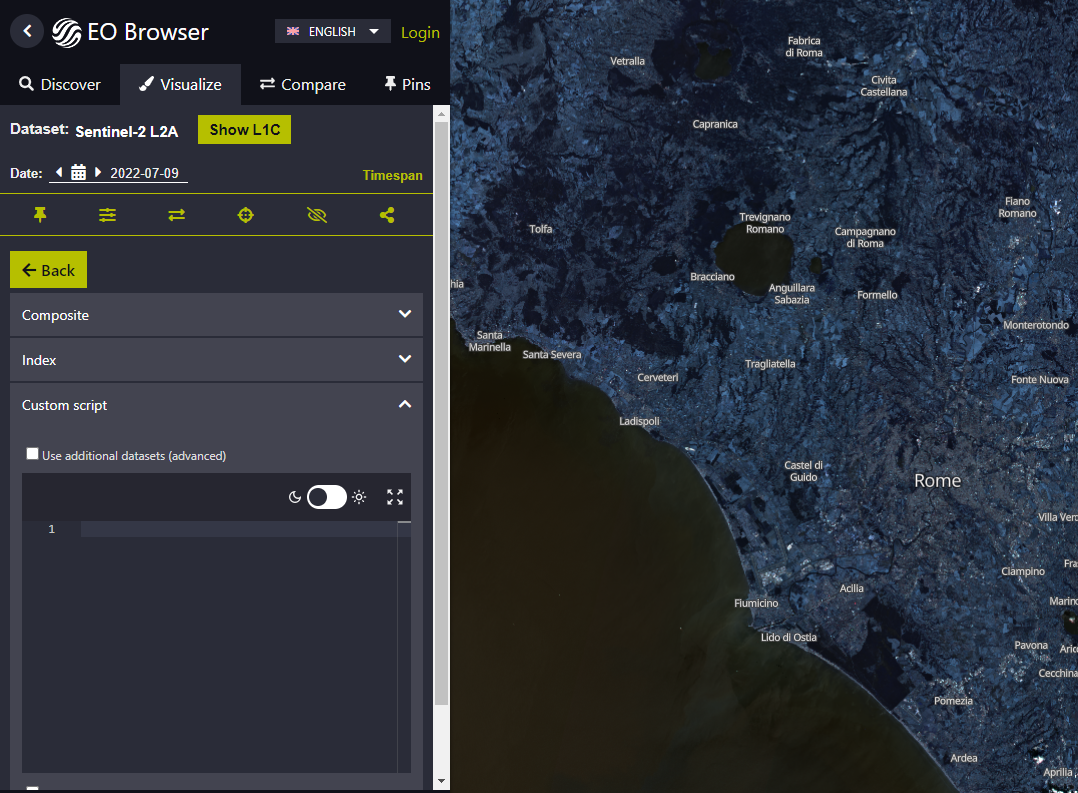 EO Browser
ENGLISH
Login
Discover
Visualize
Compare
Pins
Dataset: Sentinel-2 L2A
Show L1C
Date: 2022-07-09
Timespan
Back
Composite
Index
Custom script
Use additional datasets (advanced)
1
Fabrica
di Roma
Vetralla
Civita
Castellana
Capranica
Fiano
Romano
Trevignano
Romano
Tolfa
Campagnano
di Roma
Bracciano
hia
Anguillara
Sabazia
Formello
Monterotondo
Santa
Marinella
Santa Severa
Tragliatella
Cerveteri
Fonte Nuova
Ladispoli
Castel di
Guido
Rome
Villa Verd
Ciampino
Fra
Acilia
Fiumicino
Marino
Lido di Ostia
Pavona
Aric
Cecchina
Pomezia
Ardea
Aprilia